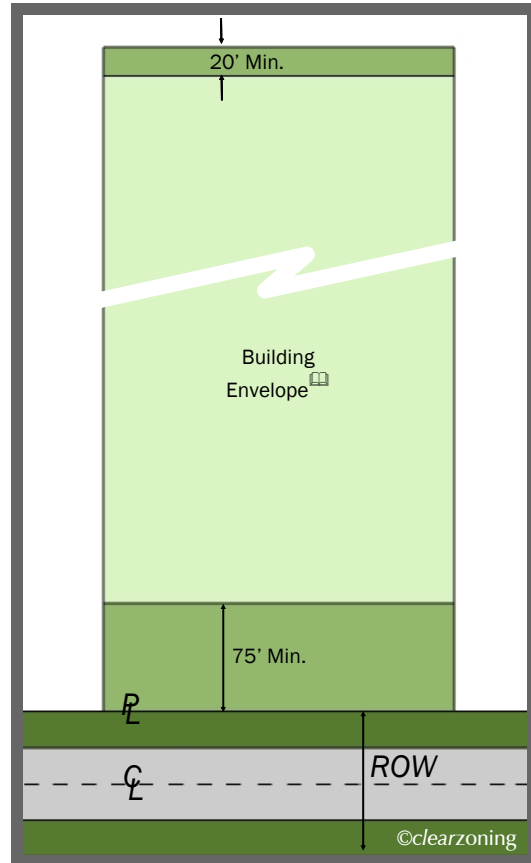 20’ Min.
Building
Envelope
75’ Min.
PL
CL
ROW
©clearzoning